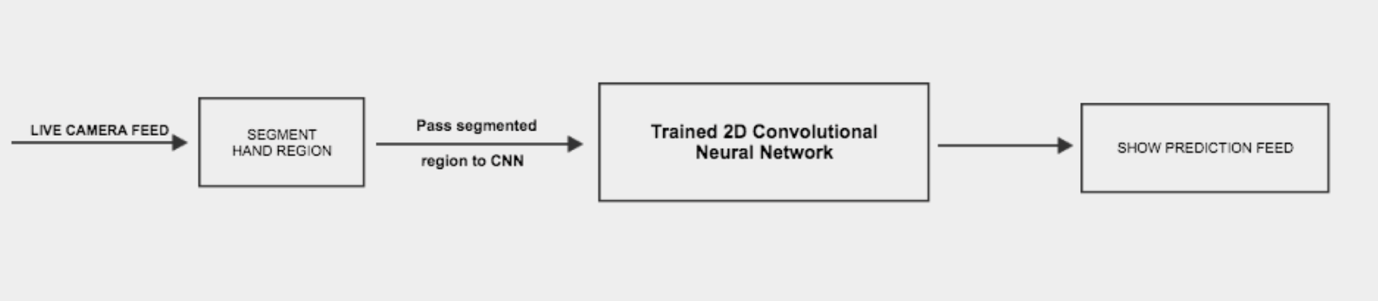 LIVE CAMERA FEED
SEGMENT
HAND REGION
Pass segmented
region to CNN
Trained 2D Convolutional
Neural Network
SHOW PREDICTION FEED